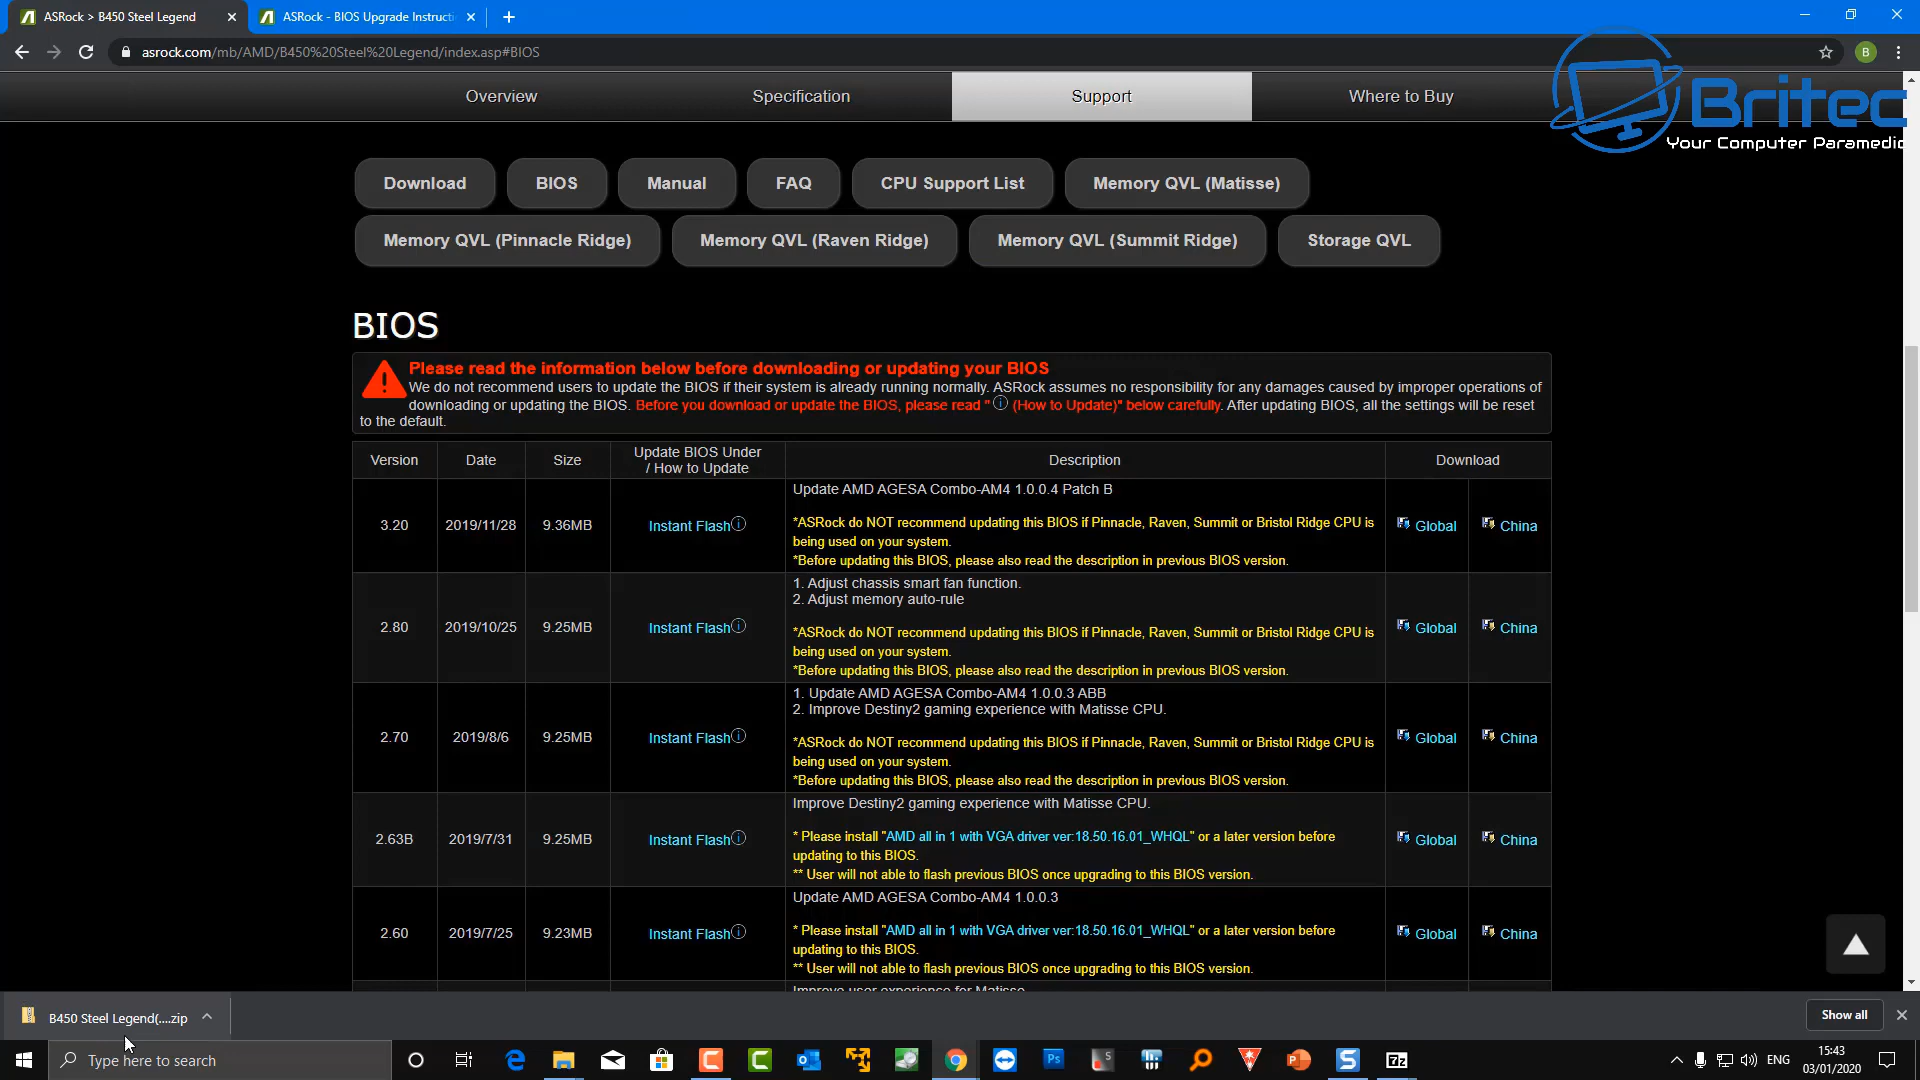 ASRock > B450 Steel Legend
ASRock - BIOS Upgrade Instructi
asrock.com/mb/AMD/B450%20Steel%20Legend/index.asp#BIOS
B
Overview
Specification
Support
Where to Buy
Britec
Your Computer Paramedic
Download
BIOS
Manual
FAQ
CPU Support List
Memory QVL (Matisse)
Memory QVL (Pinnacle Ridge)
Memory QVL (Raven Ridge)
Memory QVL (Summit Ridge)
Storage QVL
BIOS
Please read the information below before downloading or updating your BIOS
We do not recommend users to update the BIOS if their system is already running normally. ASRock assumes no responsibility for any damages caused by improper operations of
downloading or updating the BIOS. Before you download or update the BIOS, please read " (How to Update)" below carefully. After updating BIOS, all the settings will be reset
to the default.
Version
Date
Size
Update BIOS Under
/ How to Update
Description
Download
3.20
2019/11/28
9.36MB
Instant Flash
Update AMD AGESA Combo-AM4 1.0.0.4 Patch B
*ASRock do NOT recommend updating this BIOS if Pinnacle, Raven, Summit or Bristol Ridge CPU is
being used on your system.
*Before updating this BIOS, please also read the description in previous BIOS version.
Global
China
2.80
2019/10/25
9.25MB
Instant Flash
1. Adjust chassis smart fan function.
2. Adjust memory auto-rule
*ASRock do NOT recommend updating this BIOS if Pinnacle, Raven, Summit or Bristol Ridge CPU is
being used on your system.
*Before updating this BIOS, please also read the description in previous BIOS version.
Global
China
2.70
2019/8/6
9.25MB
Instant Flash
1. Update AMD AGESA Combo-AM4 1.0.0.3 ABB
2. Improve Destiny2 gaming experience with Matisse CPU.
*ASRock do NOT recommend updating this BIOS if Pinnacle, Raven, Summit or Bristol Ridge CPU is
being used on your system.
*Before updating this BIOS, please also read the description in previous BIOS version.
Global
China
2.63B
2019/7/31
9.25MB
Instant Flash
Improve Destiny2 gaming experience with Matisse CPU.
* Please install "AMD all in 1 with VGA driver ver:18.50.16.01_WHQL" or a later version before
updating to this BIOS.
** User will not able to flash previous BIOS once upgrading to this BIOS version.
Global
China
2.60
2019/7/25
9.23MB
Instant Flash
Update AMD AGESA Combo-AM4 1.0.0.3
* Please install "AMD all in 1 with VGA driver ver:18.50.16.01_WHQL" or a later version before
updating to this BIOS.
** User will not able to flash previous BIOS once upgrading to this BIOS version.
Global
China
Improve user experience for Matisse
B450 Steel Legend(....zip
Show all
Type here to search
Ps
S
7z
ENG
15:43
03/01/2020